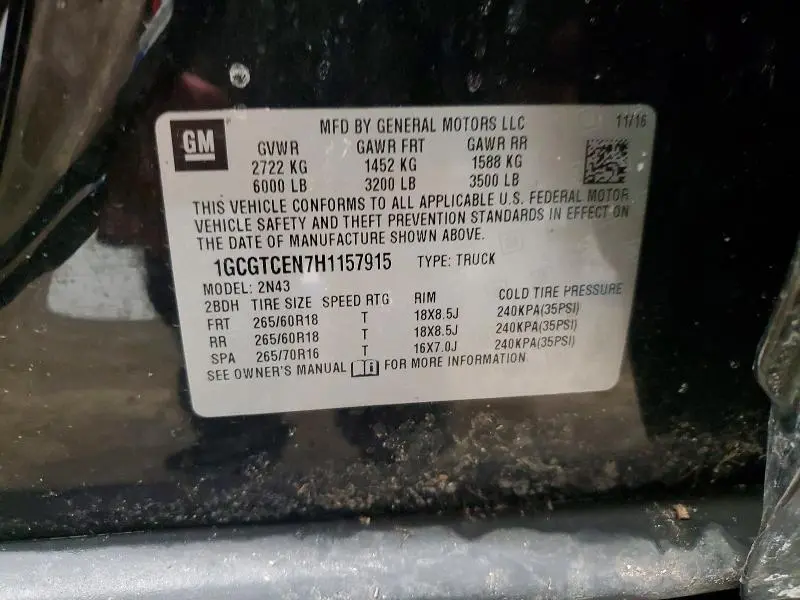 GM
MFD BY GENERAL MOTORS LLC 11/16
GVWR GAWR FRT GAWR RR
2722 KG 1452 KG 1588 KG
6000 LB 3200 LB 3500 LB
THIS VEHICLE CONFORMS TO ALL APPLICABLE U.S. FEDERAL MOTOR
VEHICLE SAFETY AND THEFT PREVENTION STANDARDS IN EFFECT ON
THE DATE OF MANUFACTURE SHOWN ABOVE.
1GCGTCEN7H1157915 TYPE: TRUCK
MODEL: 2N43
2BDH TIRE SIZE SPEED RTG RIM COLD TIRE PRESSURE
FRT 265/60R18 T 18X8.5J 240KPA(35PSI)
RR 265/60R18 T 18X8.5J 240KPA(35PSI)
SPA 265/70R16 T 16X7.0J 240KPA(35PSI)
SEE OWNER'S MANUAL FOR MORE INFORMATION.